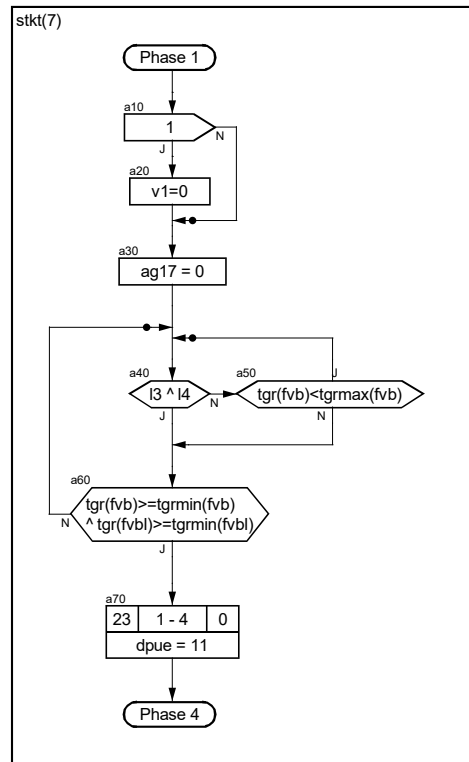 stkt(7)
Phase 1
a10
1
N
J
a20
v1=0
a30
ag17 = 0
a40
l3 ^ l4
N
J
a50
J
tgr(fvb)<tgrmax(fvb)
N
a60
tgr(fvb)>=tgrmin(fvb)
^ tgr(fvbl)>=tgrmin(fvbl)
N
J
a70
23 1 - 4 0
dpue = 11
Phase 4